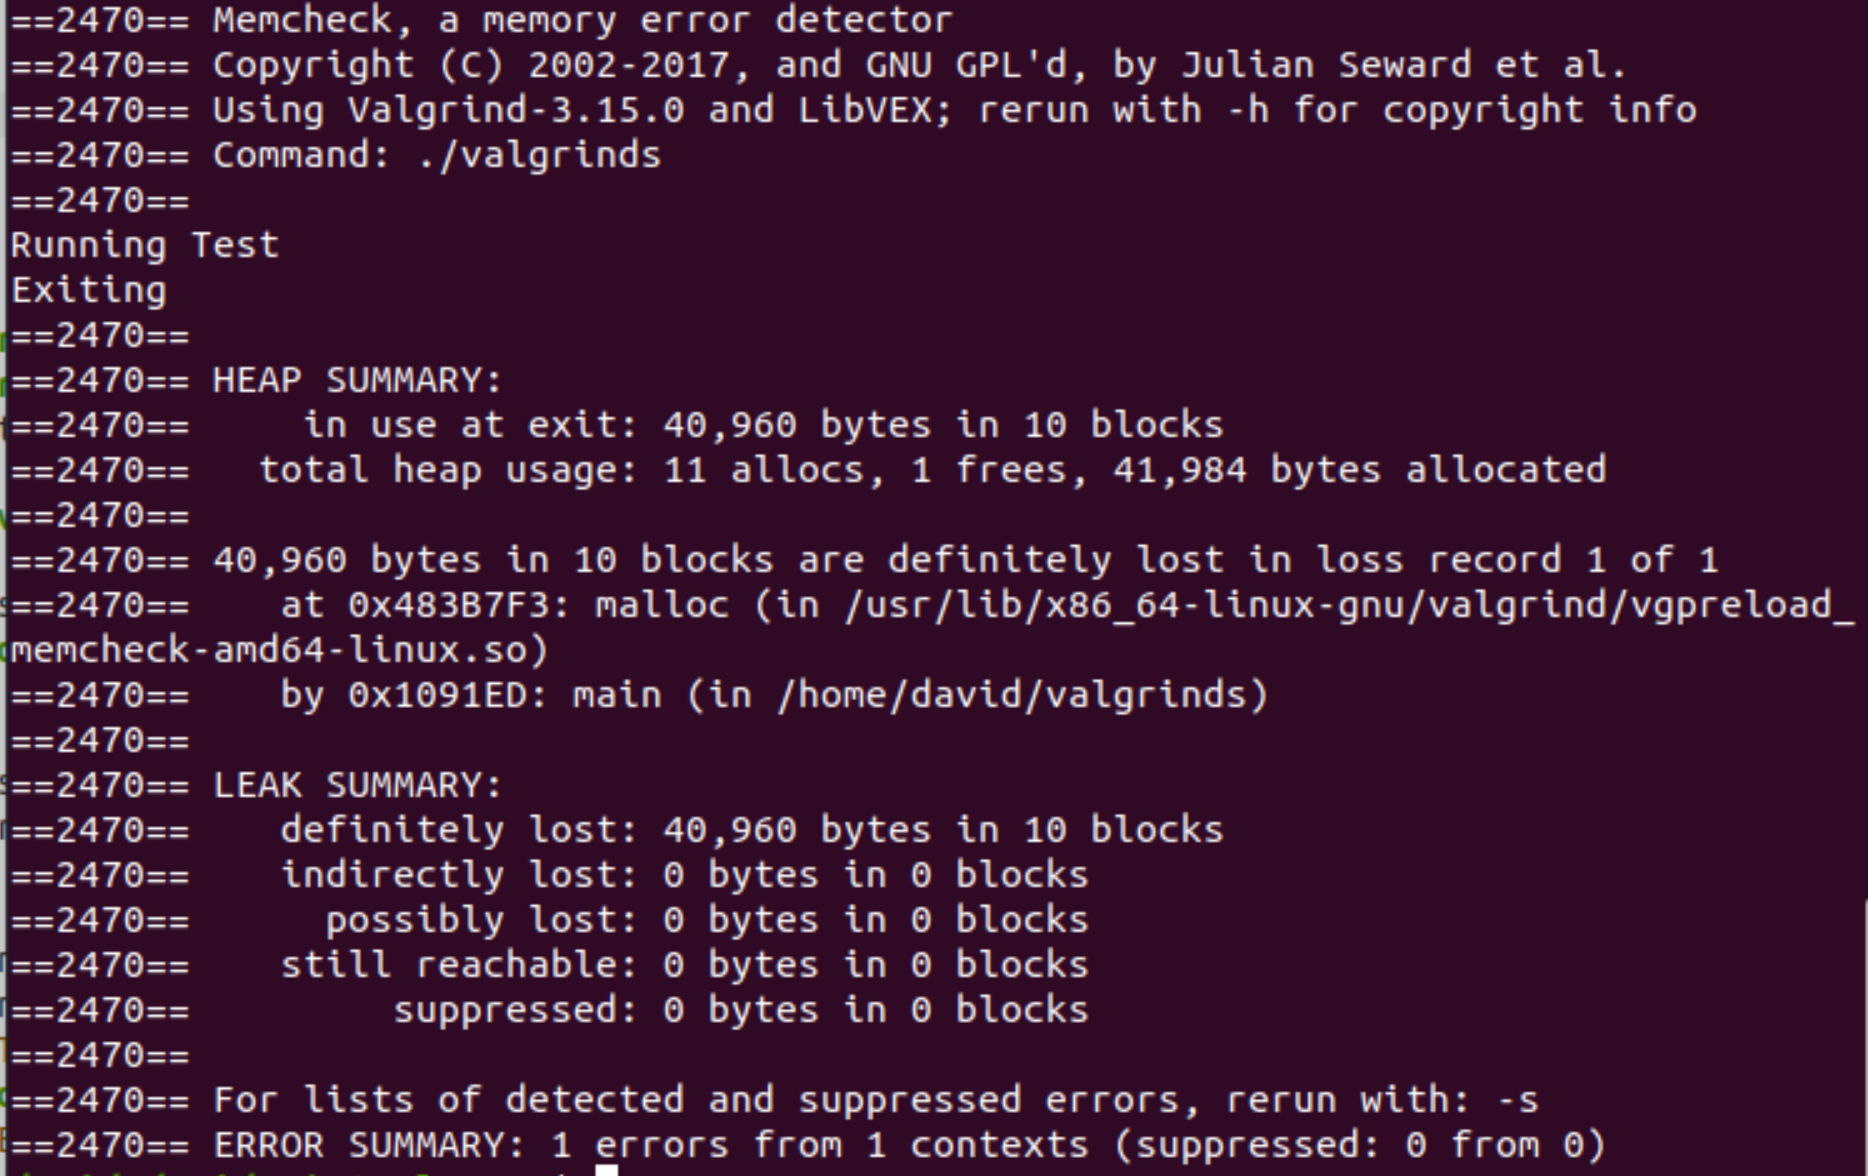 ==2470== Memcheck, a memory error detector
==2470== Copyright (C) 2002-2017, and GNU GPL'd, by Julian Seward et al.
==2470== Using Valgrind-3.15.0 and LibVEX; rerun with -h for copyright info
==2470== Command: ./valgrinds
==2470==
Running Test
Exiting
==2470==
==2470== HEAP SUMMARY:
==2470==     in use at exit: 40,960 bytes in 10 blocks
==2470==   total heap usage: 11 allocs, 1 frees, 41,984 bytes allocated
==2470==
==2470== 40,960 bytes in 10 blocks are definitely lost in loss record 1 of 1
==2470==    at 0x483B7F3: malloc (in /usr/lib/x86_64-linux-gnu/valgrind/vgpreload_
memcheck-amd64-linux.so)
==2470==    by 0x1091ED: main (in /home/david/valgrinds)
==2470==
==2470== LEAK SUMMARY:
==2470==    definitely lost: 40,960 bytes in 10 blocks
==2470==    indirectly lost: 0 bytes in 0 blocks
==2470==      possibly lost: 0 bytes in 0 blocks
==2470==    still reachable: 0 bytes in 0 blocks
==2470==         suppressed: 0 bytes in 0 blocks
==2470==
==2470== For lists of detected and suppressed errors, rerun with: -s
==2470== ERROR SUMMARY: 1 errors from 1 contexts (suppressed: 0 from 0)